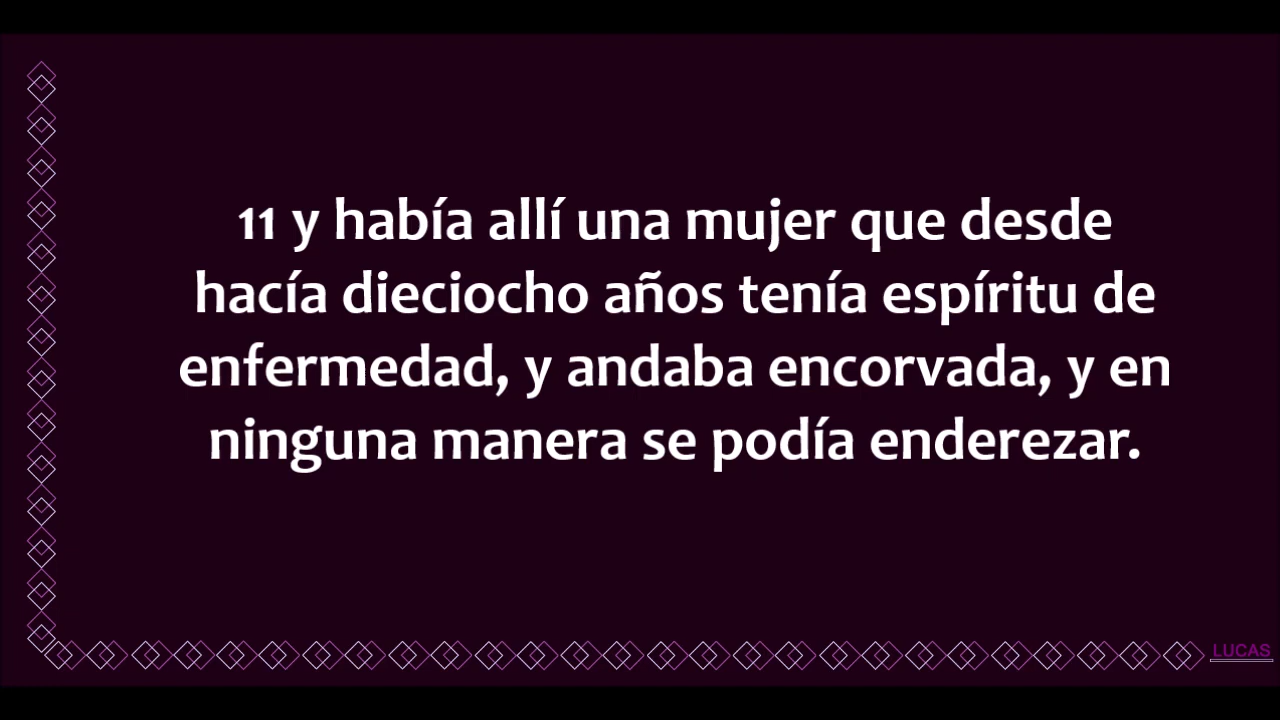 11 y había allí una mujer que desde
hacía dieciocho años tenía espíritu de
enfermedad, y andaba encorvada, y en
ninguna manera se podía enderezar.
LUCAS